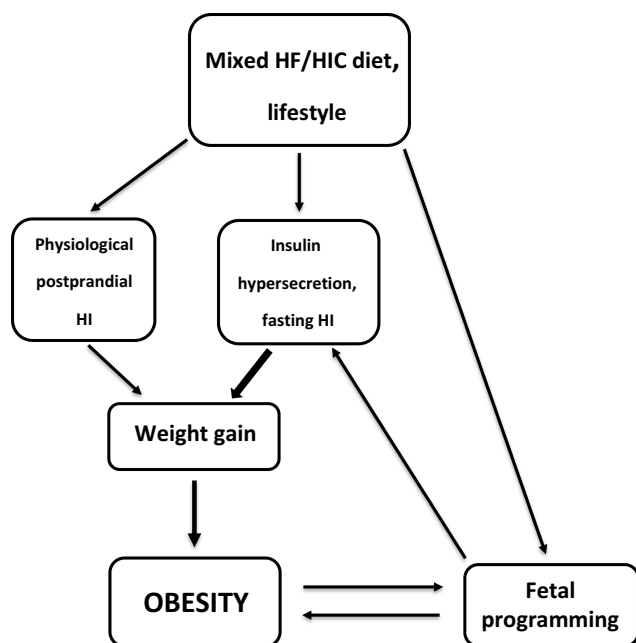 Mixed HF/HIC diet,
lifestyle
Physiological
postprandial
HI
Insulin
hypersecretion,
fasting HI
Weight gain
OBESITY
Fetal
programming